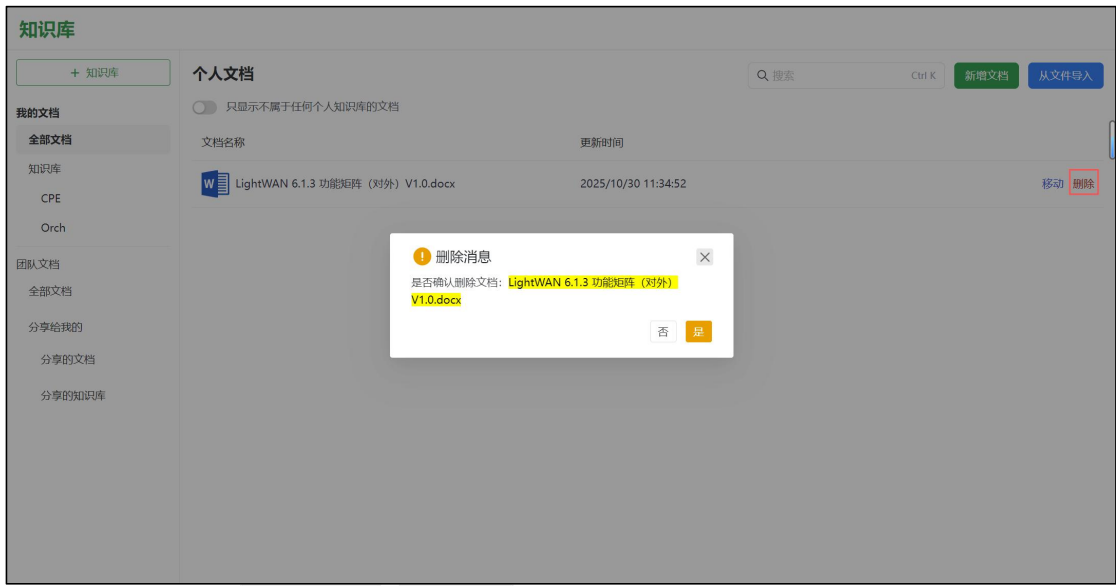 知识库
+ 知识库
我的文档
全部文档
知识库
CPE
Orch
团队文档
全部文档
分享给我的
分享的文档
分享的知识库
个人文档
搜索 Ctrl K
新增文档
从文件导入
只显示不属于任何个人知识库的文档
文档名称 更新时间
W LightWAN 6.1.3 功能矩阵（对外）V1.0.docx 2025/10/30 11:34:52 移动 删除
删除消息
是否确认删除文档：LightWAN 6.1.3 功能矩阵（对外）
V1.0.docx
否 是